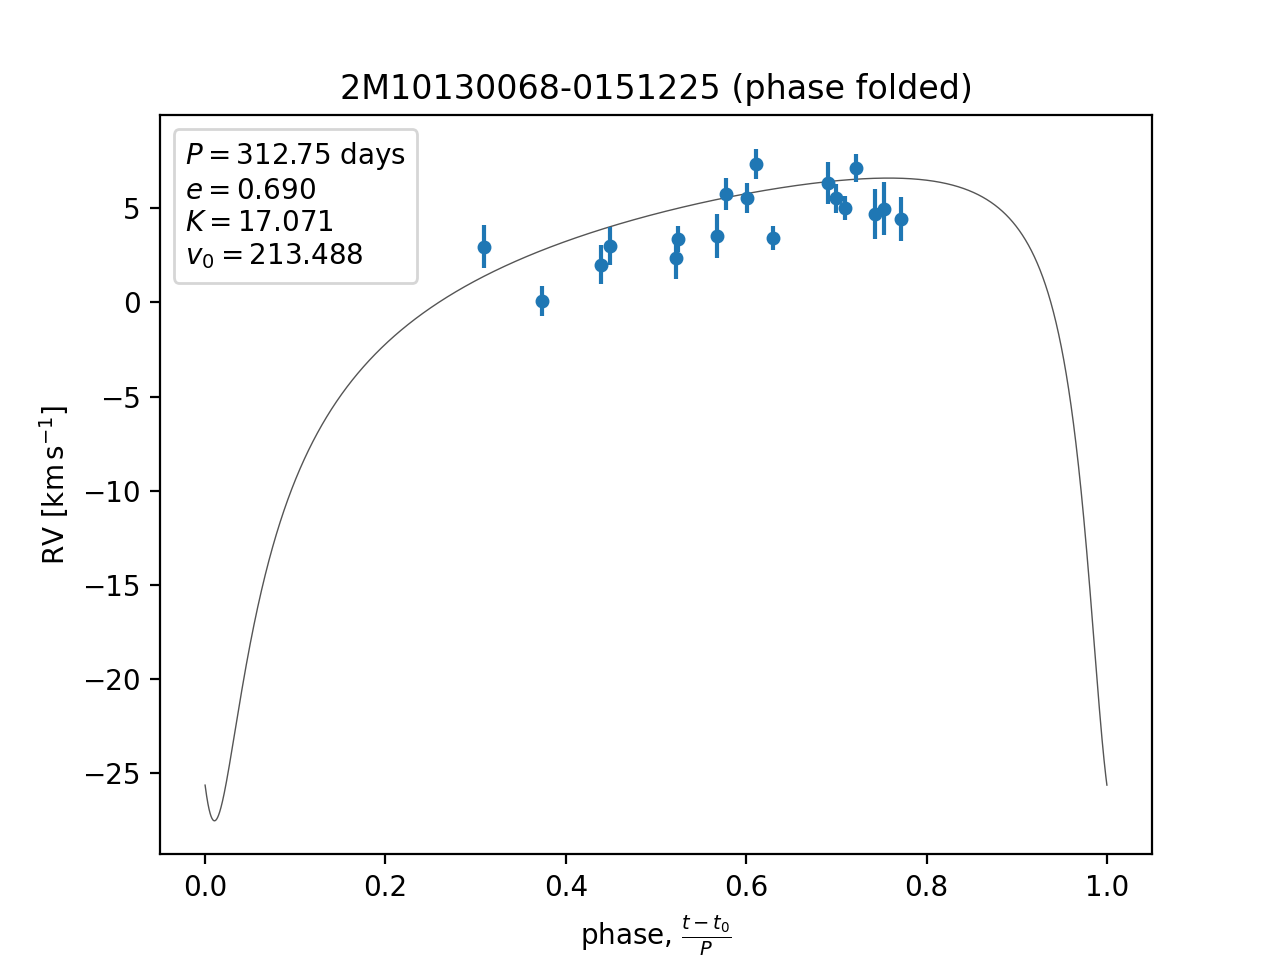 2M10130068-0151225 (phase folded)
P = 312.75 days
e = 0.690
K = 17.071
v₀ = 213.488
5
0
−5
−10
−15
−20
−25
RV [km s⁻¹]
0.0 0.2 0.4 0.6 0.8 1.0
phase, (t − t₀)/P